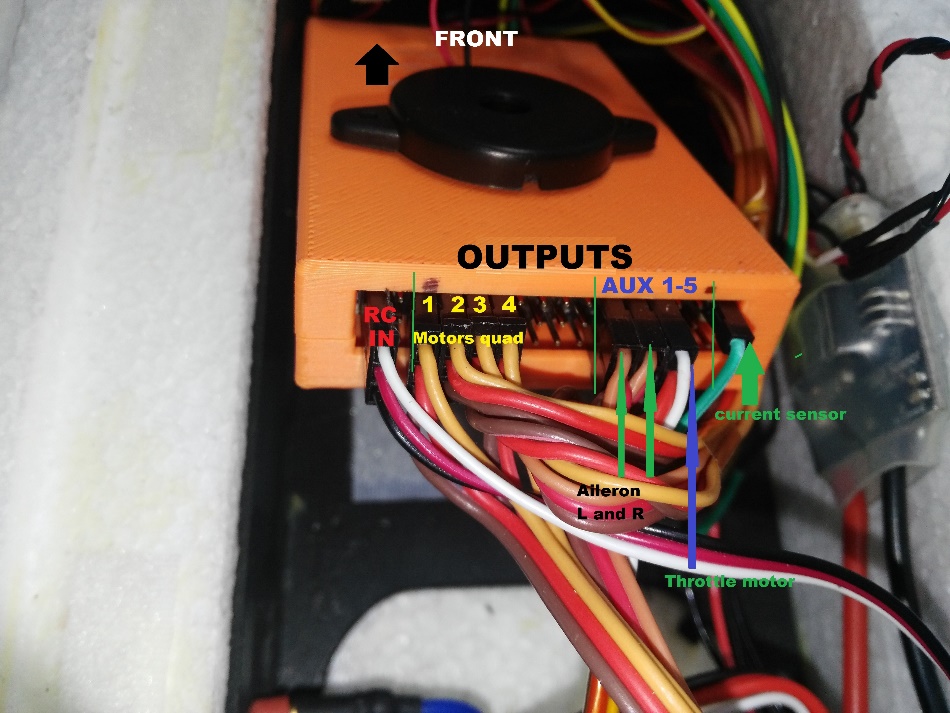 FRONT
OUTPUTS
AUX 1-5
RC
IN
1 2 3 4
Motors quad
current sensor
Aileron
L and R
Throttle motor